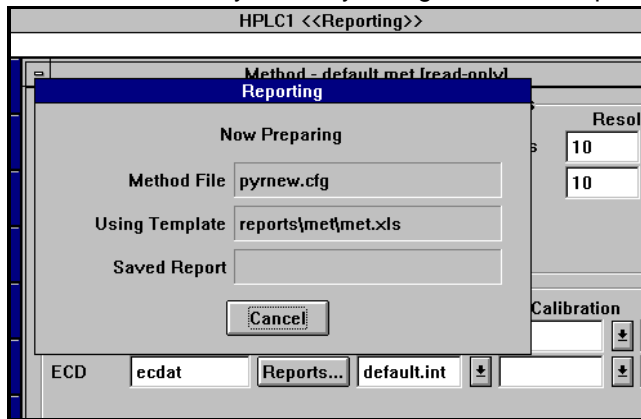 HPLC1 <<Reporting>>
Method - default.met [read-only]
Reporting
Now Preparing
Resol
s 10
10
Method File pyrnew.cfg
Using Template reports\met\met.xls
Saved Report
Cancel
Calibration
ECD ecdat Reports... default.int